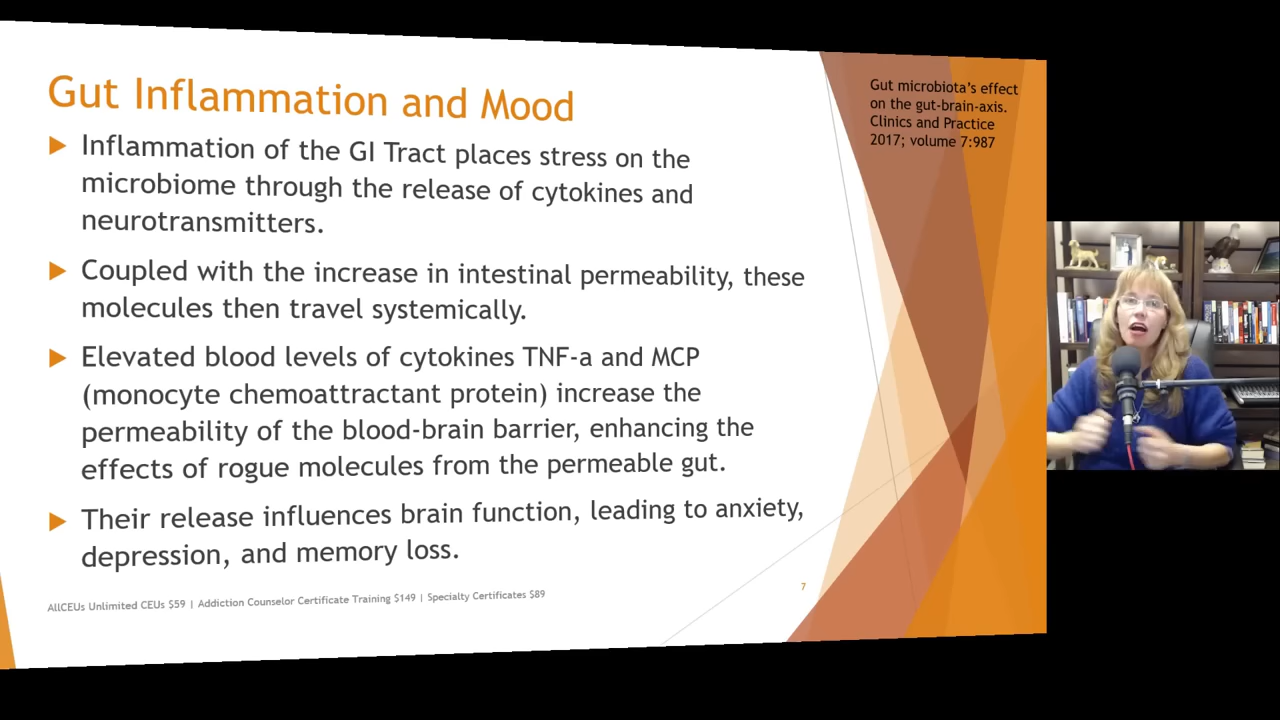 Gut Inflammation and Mood
Inflammation of the GI Tract places stress on the
microbiome through the release of cytokines and
neurotransmitters.
Coupled with the increase in intestinal permeability, these
molecules then travel systemically.
Elevated blood levels of cytokines TNF-a and MCP
(monocyte chemoattractant protein) increase the
permeability of the blood-brain barrier, enhancing the
effects of rogue molecules from the permeable gut.
Their release influences brain function, leading to anxiety,
depression, and memory loss.
AllCEUs Unlimited CEUs $59 | Addiction Counselor Certificate Training $149 | Specialty Certificates $89
7
Gut microbiota's effect
on the gut-brain-axis.
Clinics and Practice
2017; volume 7:987